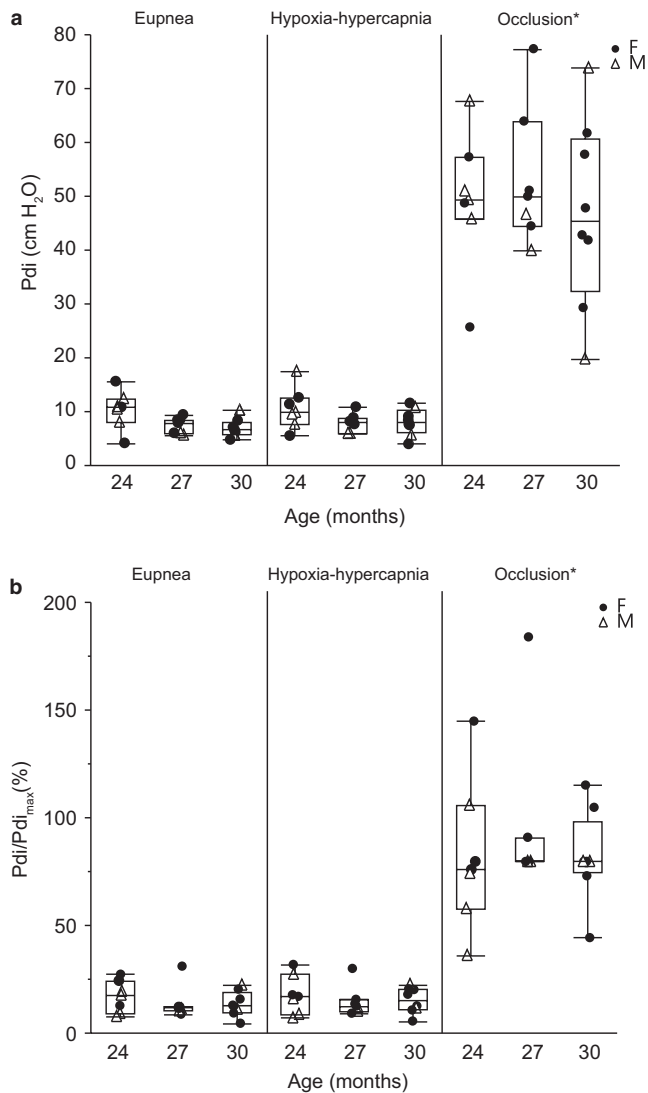 a
Eupnea Hypoxia-hypercapnia Occlusion*
F
M
80
70
60
50
40
30
20
10
0
Pdi (cm H₂O)
24 27 30 24 27 30 24 27 30
Age (months)
b
Eupnea Hypoxia-hypercapnia Occlusion*
F
M
200
150
100
50
0
Pdi/Pdimax(%)
24 27 30 24 27 30 24 27 30
Age (months)